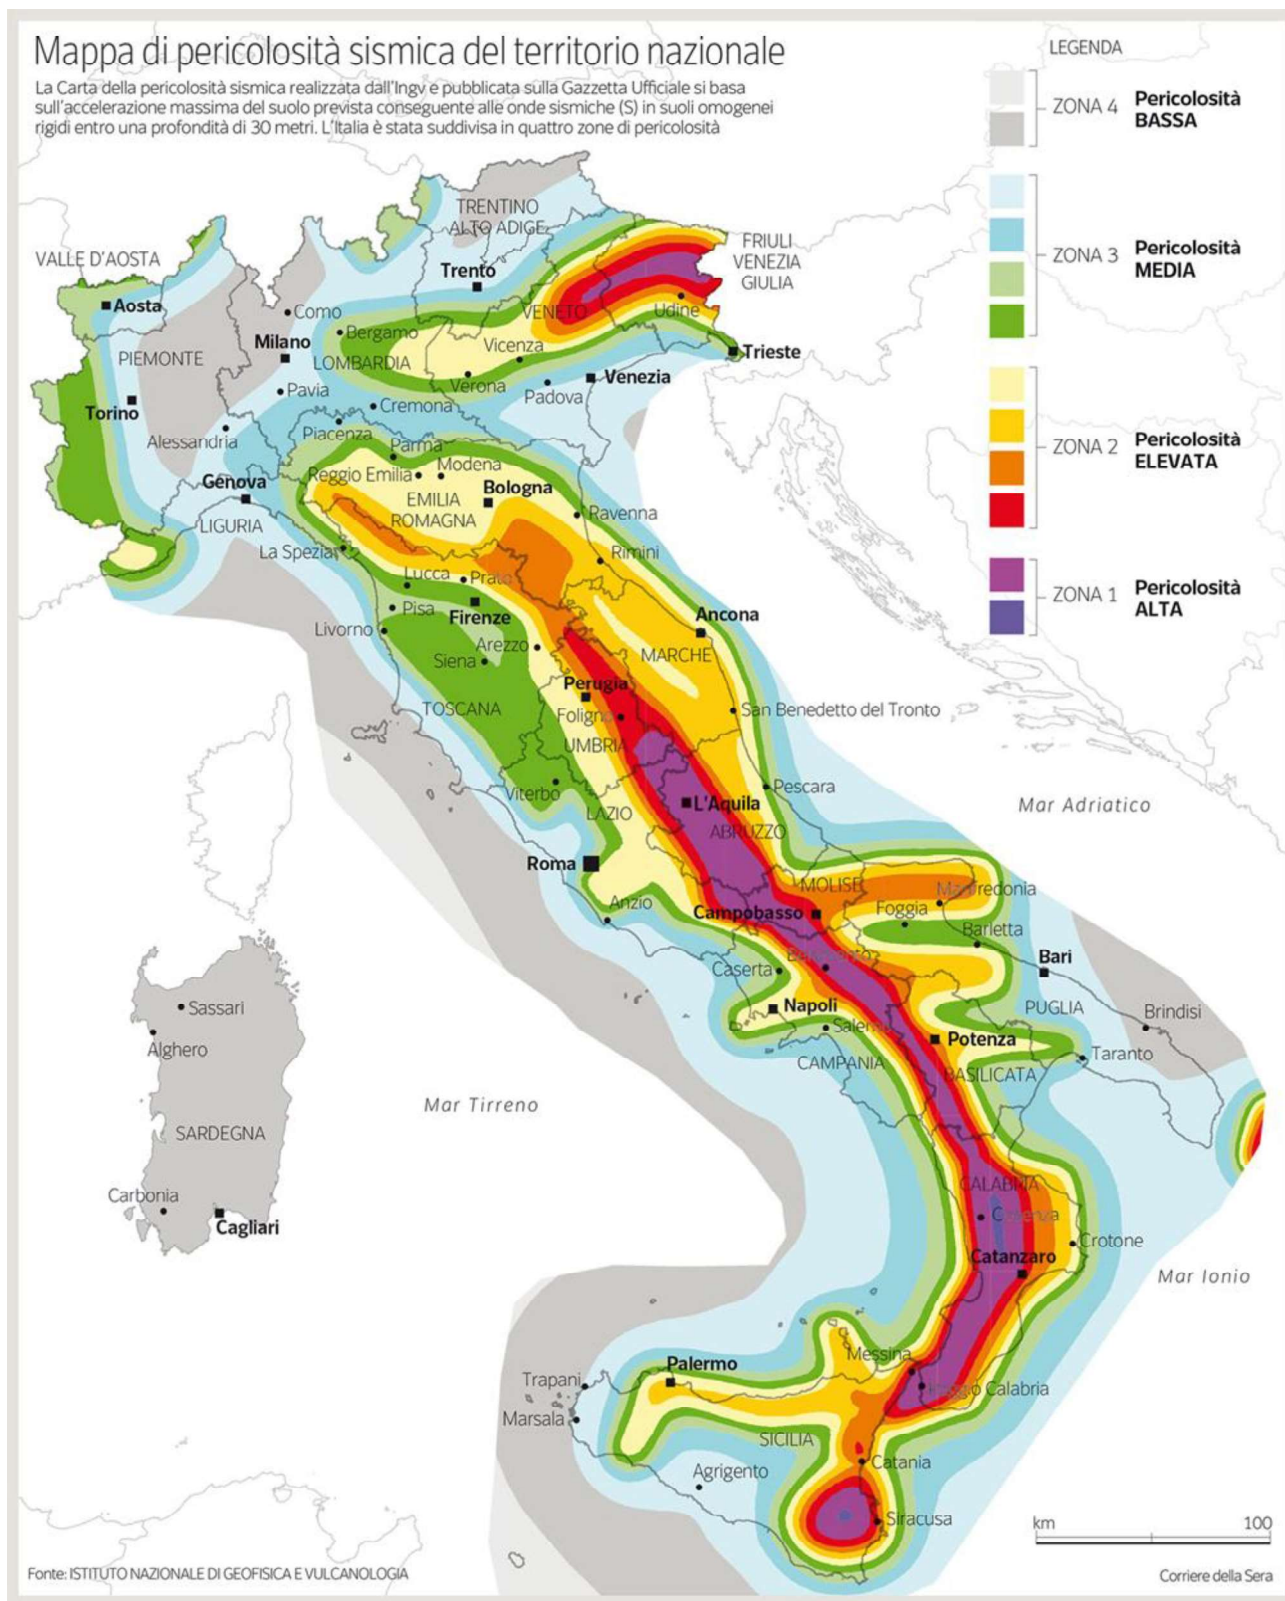 Mappa di pericolosità sismica del territorio nazionale
La Carta della pericolosità sismica realizzata dall'Ingv e pubblicata sulla Gazzetta Ufficiale si basa
sull'accelerazione massima del suolo prevista conseguente alle onde sismiche (S) in suoli omogenei
rigidi entro una profondità di 30 metri. L'Italia è stata suddivisa in quattro zone di pericolosità
LEGENDA
ZONA 4
Pericolosità
BASSA
ZONA 3
Pericolosità
MEDIA
ZONA 2
Pericolosità
ELEVATA
ZONA 1
Pericolosità
ALTA
TRENTINO
ALTO ADIGE
VALLE D'AOSTA
FRIULI
VENEZIA
GIULIA
Trento
Aosta
Como
VENETO
Udine
Bergamo
Milano
Vicenza
Trieste
PIEMONTE
LOMBARDIA
Verona
Venezia
Pavia
Padova
Torino
Cremona
Alessandria
Piacenza
Parma
Modena
Reggio Emilia
Genova
Bologna
EMILIA
ROMAGNA
LIGURIA
Ravenna
La Spezia
Rimini
Lucca
Prato
Pisa
Firenze
Ancona
Livorno
Arezzo
Siena
MARCHE
Perugia
TOSCANA
Foligno
San Benedetto del Tronto
UMBRIA
Viterbo
Pescara
L'Aquila
Mar Adriatico
LAZIO
ABRUZZO
Roma
MOLISE
Manfredonia
Anzio
Campobasso
Foggia
Barletta
Benevento
Bari
Caserta
Napoli
PUGLIA
Brindisi
Sassari
Alghero
Salerno
Potenza
Taranto
CAMPANIA
BASILICATA
Mar Tirreno
SARDEGNA
Carbonia
Cagliari
CALABRIA
Cosenza
Crotone
Catanzaro
Mar Ionio
Messina
Palermo
Trapani
Reggio Calabria
Marsala
SICILIA
Catania
Agrigento
Siracusa
km 100
Fonte: ISTITUTO NAZIONALE DI GEOFISICA E VULCANOLOGIA
Corriere della Sera